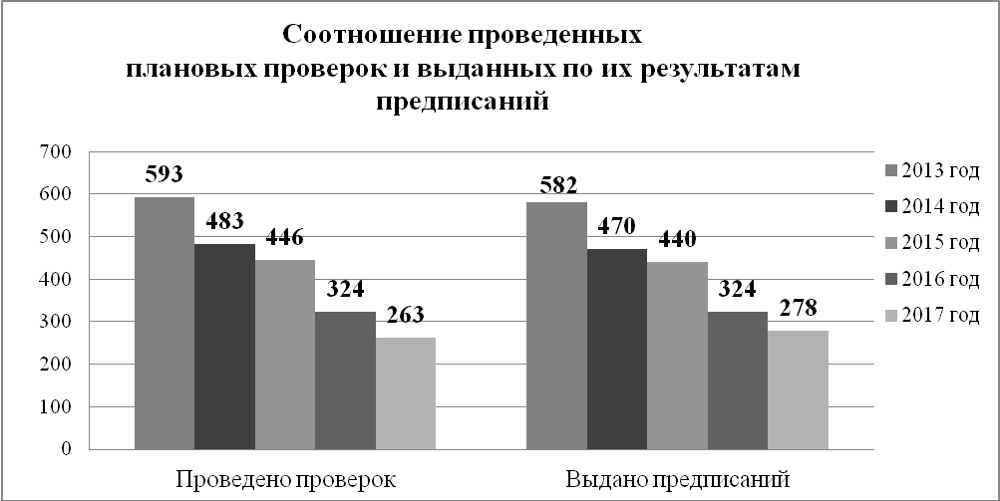 Соотношение проведенных
плановых проверок и выданных по их результатам
предписаний
700
600
500
400
300
200
100
0
593
483
446
324
263
582
470
440
324
278
Проведено проверок
Выдано предписаний
2013 год
2014 год
2015 год
2016 год
2017 год